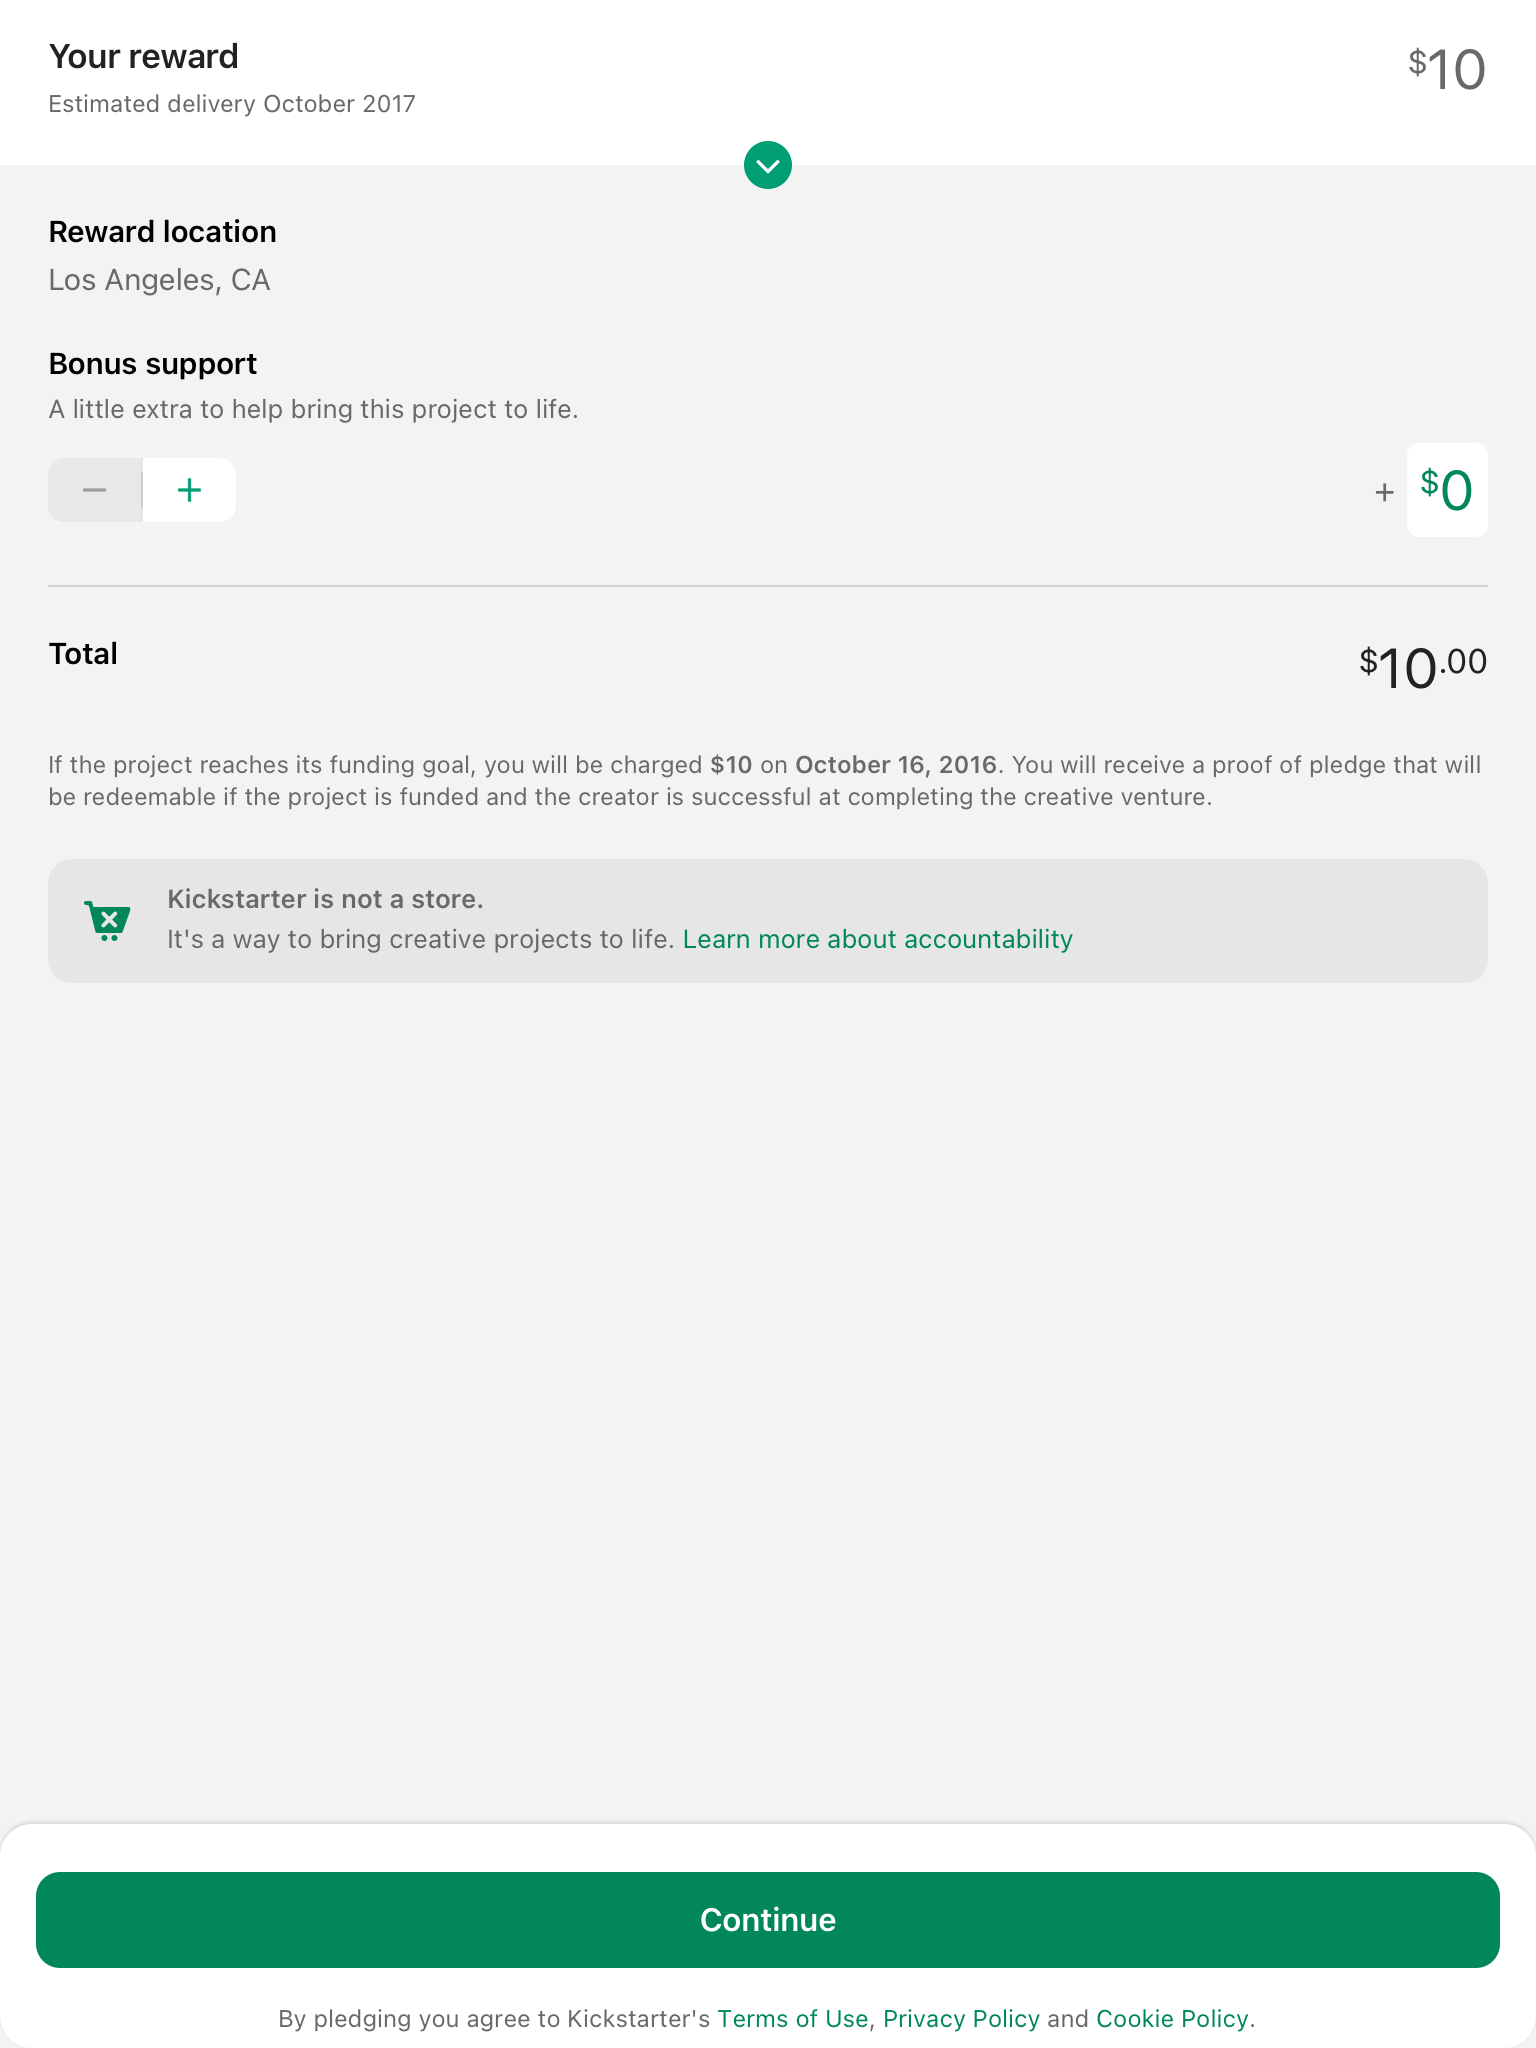 Your reward
$10
Estimated delivery October 2017
Reward location
Los Angeles, CA
Bonus support
A little extra to help bring this project to life.
− +
+ $0
Total
$10.00
If the project reaches its funding goal, you will be charged $10 on October 16, 2016. You will receive a proof of pledge that will
be redeemable if the project is funded and the creator is successful at completing the creative venture.
Kickstarter is not a store.
It's a way to bring creative projects to life. Learn more about accountability
Continue
By pledging you agree to Kickstarter's Terms of Use, Privacy Policy and Cookie Policy.